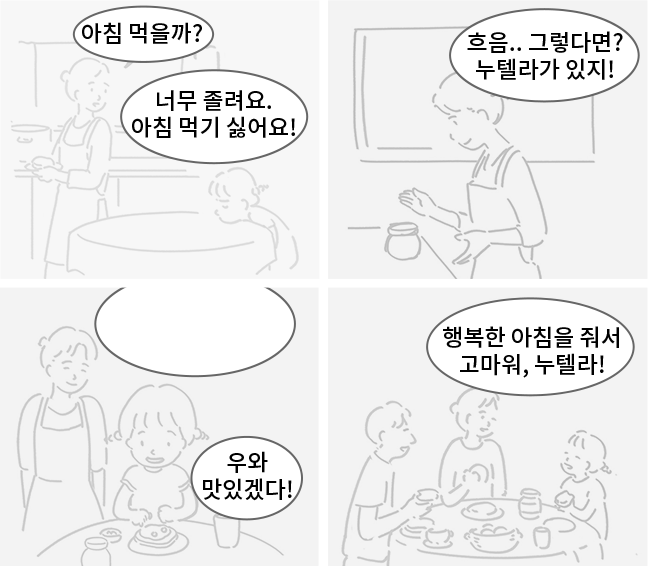 아침 먹을까?
너무 졸려요.
아침 먹기 싫어요!
흐음.. 그렇다면?
누텔라가 있지!
우와
맛있겠다!
행복한 아침을 줘서
고마워, 누텔라!